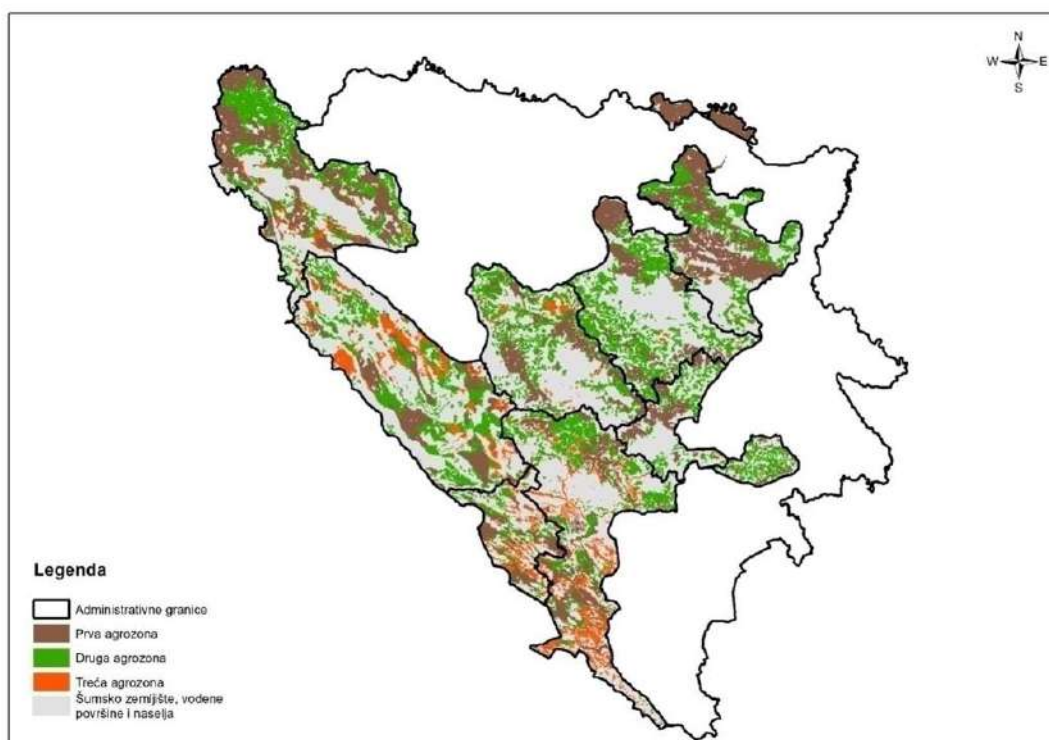 N
W E
S
Legenda
Administrativne granice
Prva agrozona
Druga agrozona
Treća agrozona
Šumsko zemljište, vodene
površine i naselja